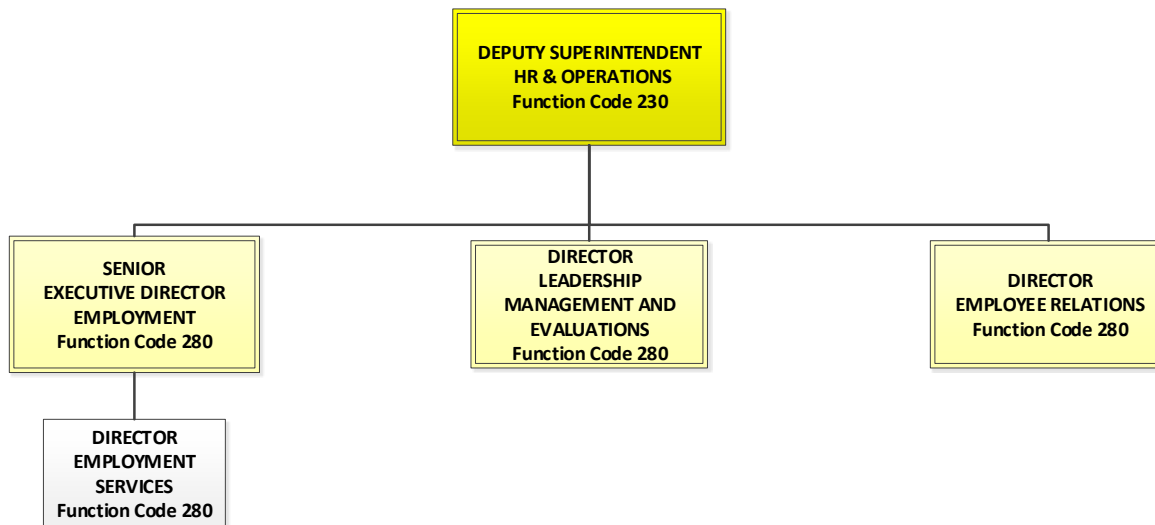 DEPUTY SUPERINTENDENT
HR & OPERATIONS
Function Code 230
SENIOR
EXECUTIVE DIRECTOR
EMPLOYMENT
Function Code 280
DIRECTOR
LEADERSHIP
MANAGEMENT AND
EVALUATIONS
Function Code 280
DIRECTOR
EMPLOYEE RELATIONS
Function Code 280
DIRECTOR
EMPLOYMENT
SERVICES
Function Code 280